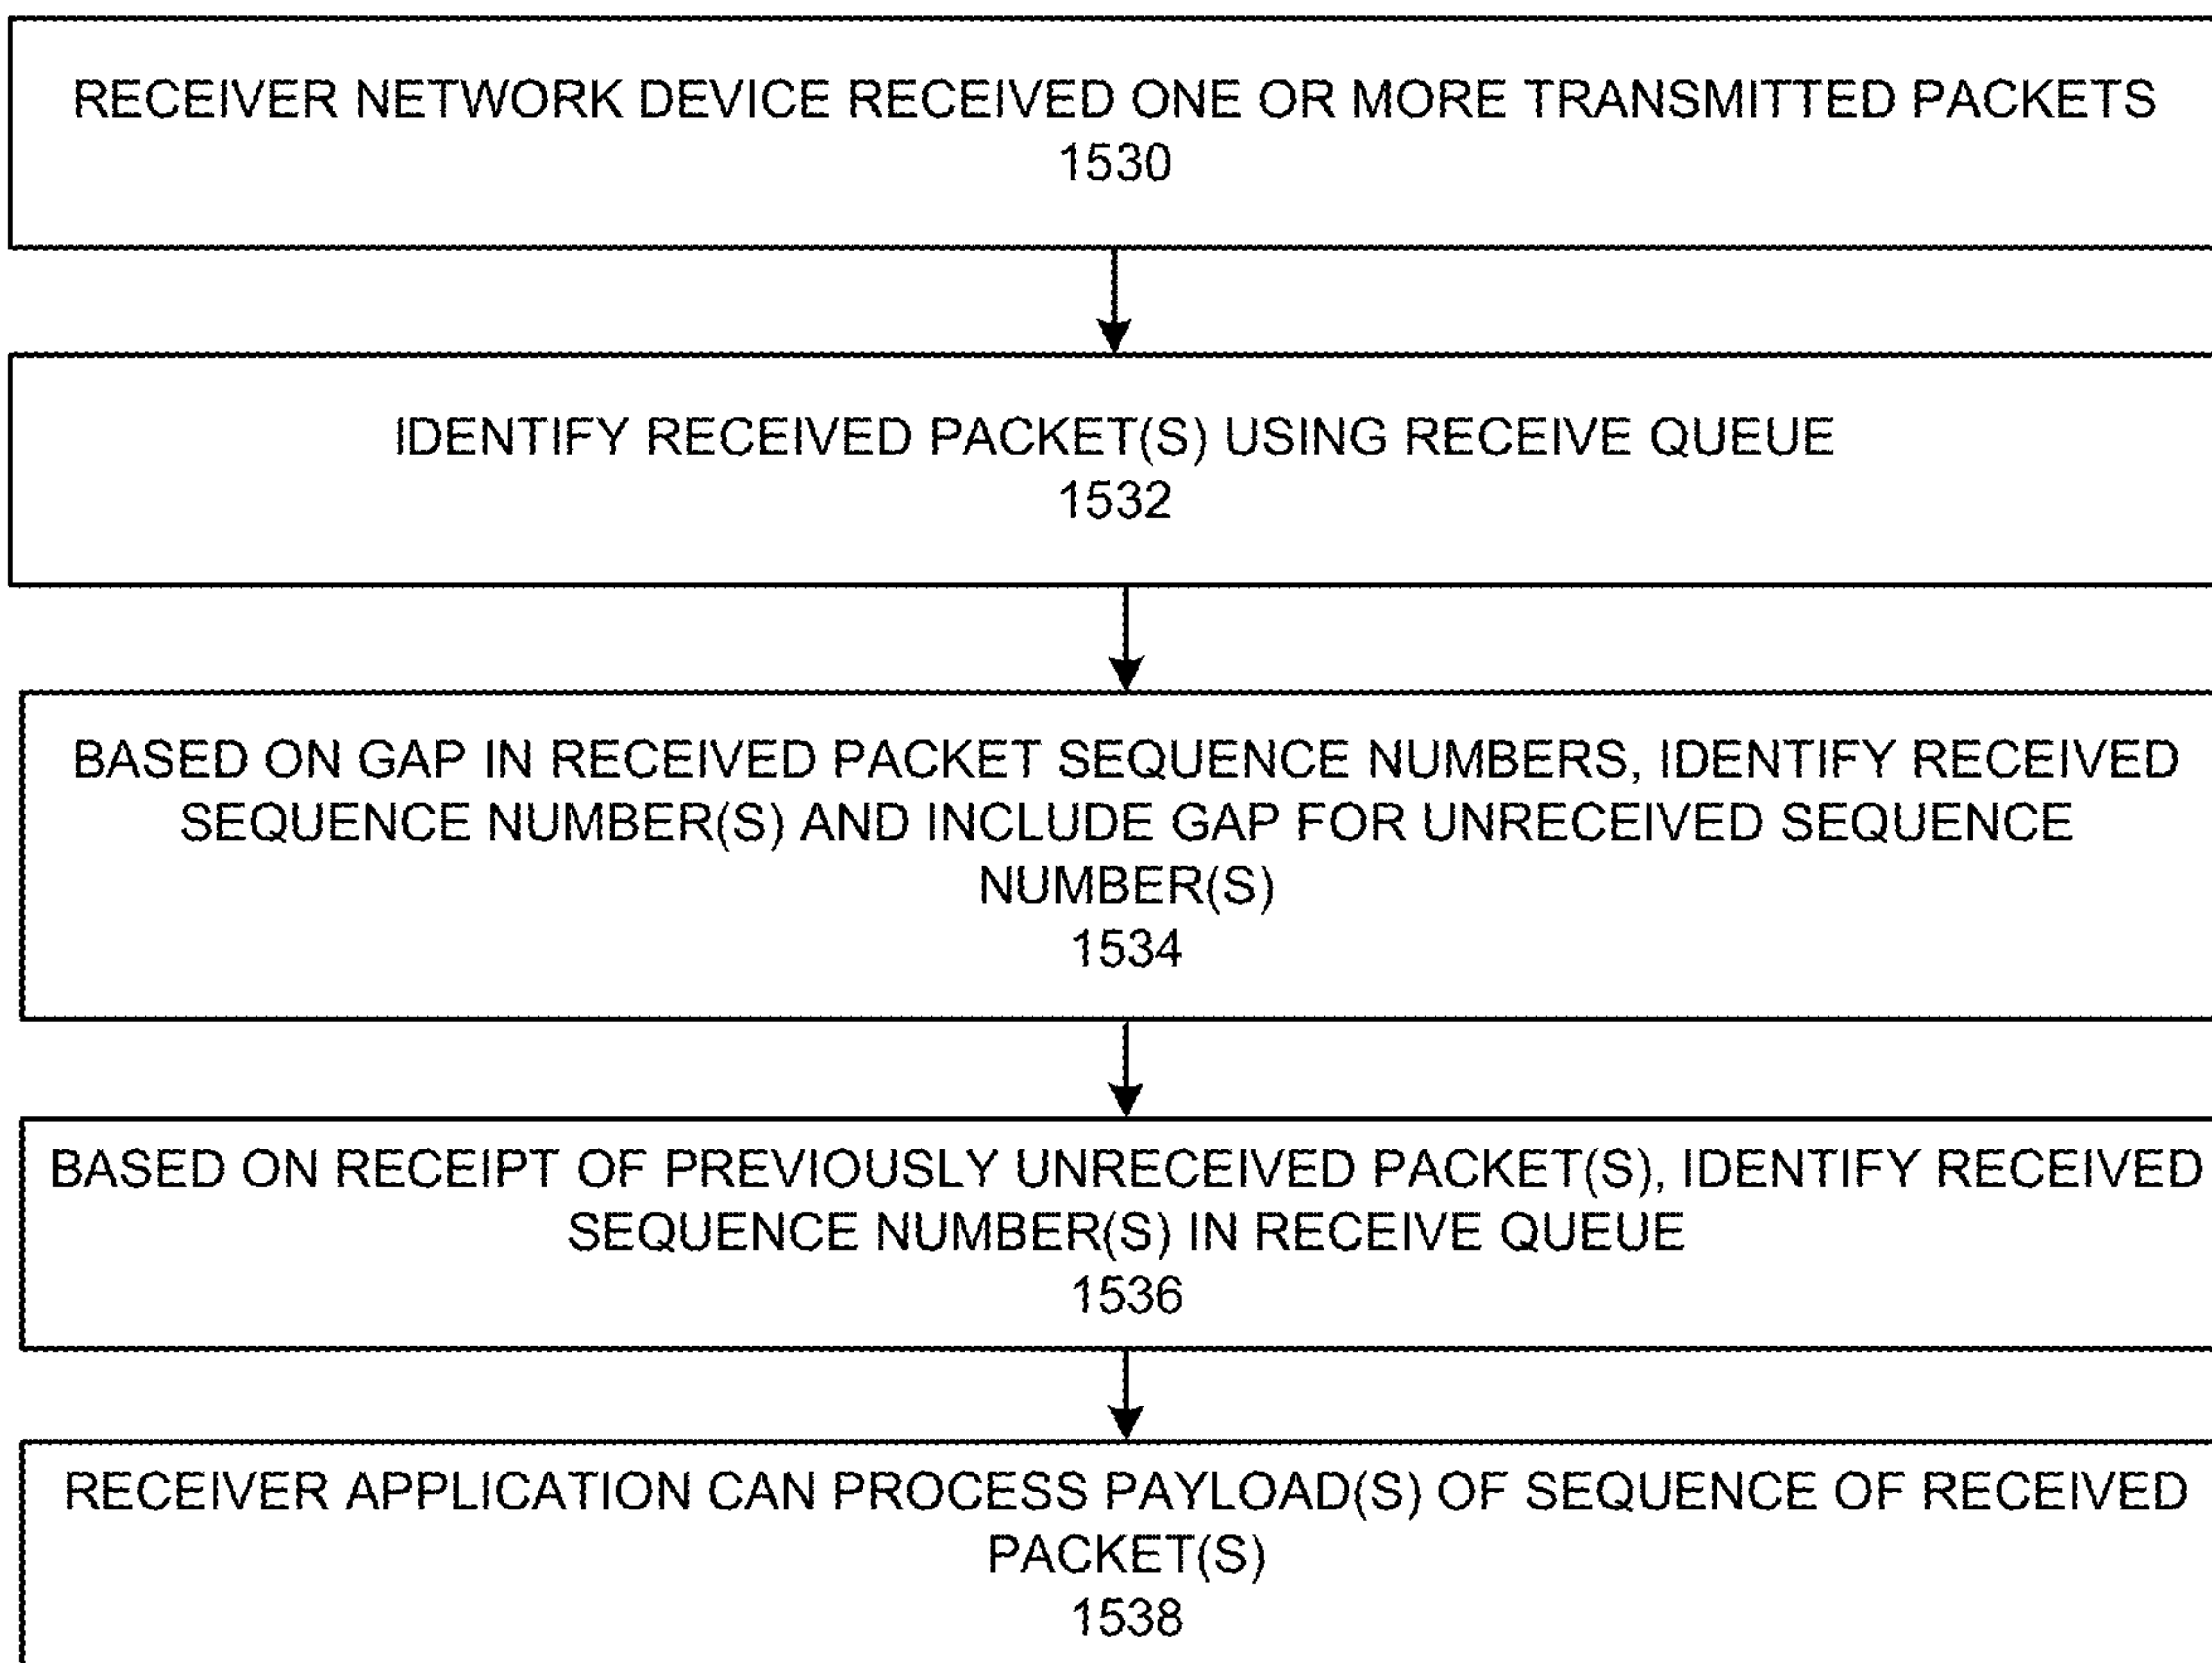 RECEIVER NETWORK DEVICE RECEIVED ONE OR MORE TRANSMITTED PACKETS
1530
IDENTIFY RECEIVED PACKET(S) USING RECEIVE QUEUE
1532
BASED ON GAP IN RECEIVED PACKET SEQUENCE NUMBERS, IDENTIFY RECEIVED
SEQUENCE NUMBER(S) AND INCLUDE GAP FOR UNRECEIVED SEQUENCE
NUMBER(S)
1534
BASED ON RECEIPT OF PREVIOUSLY UNRECEIVED PACKET(S), IDENTIFY RECEIVED
SEQUENCE NUMBER(S) IN RECEIVE QUEUE
1536
RECEIVER APPLICATION CAN PROCESS PAYLOAD(S) OF SEQUENCE OF RECEIVED
PACKET(S)
1538